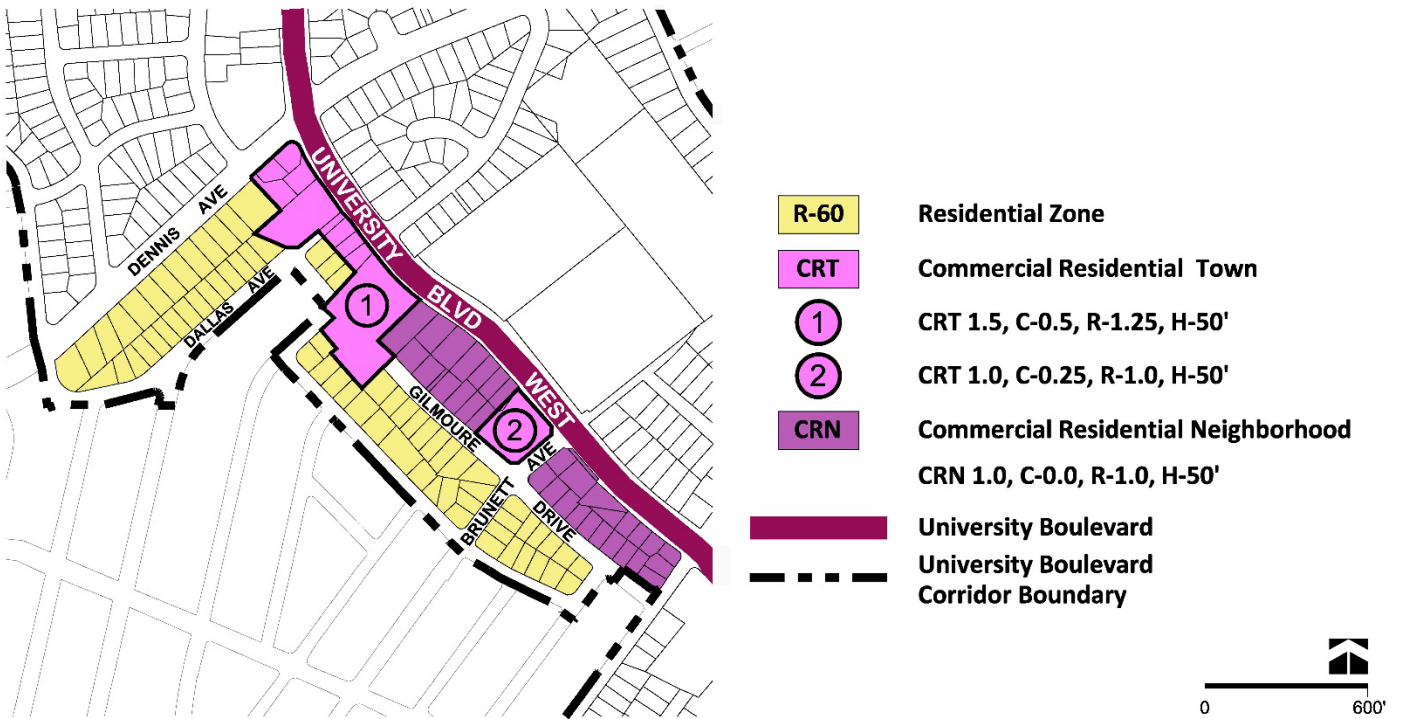 UNIVERSITY BLVD WEST
DENNIS AVE
DALLAS AVE
GILMOURE DRIVE
BRUNETT AVE
1
2
R-60 Residential Zone
CRT Commercial Residential Town
1 CRT 1.5, C-0.5, R-1.25, H-50'
2 CRT 1.0, C-0.25, R-1.0, H-50'
CRN Commercial Residential Neighborhood
CRN 1.0, C-0.0, R-1.0, H-50'
University Boulevard
University Boulevard
Corridor Boundary
0 600'